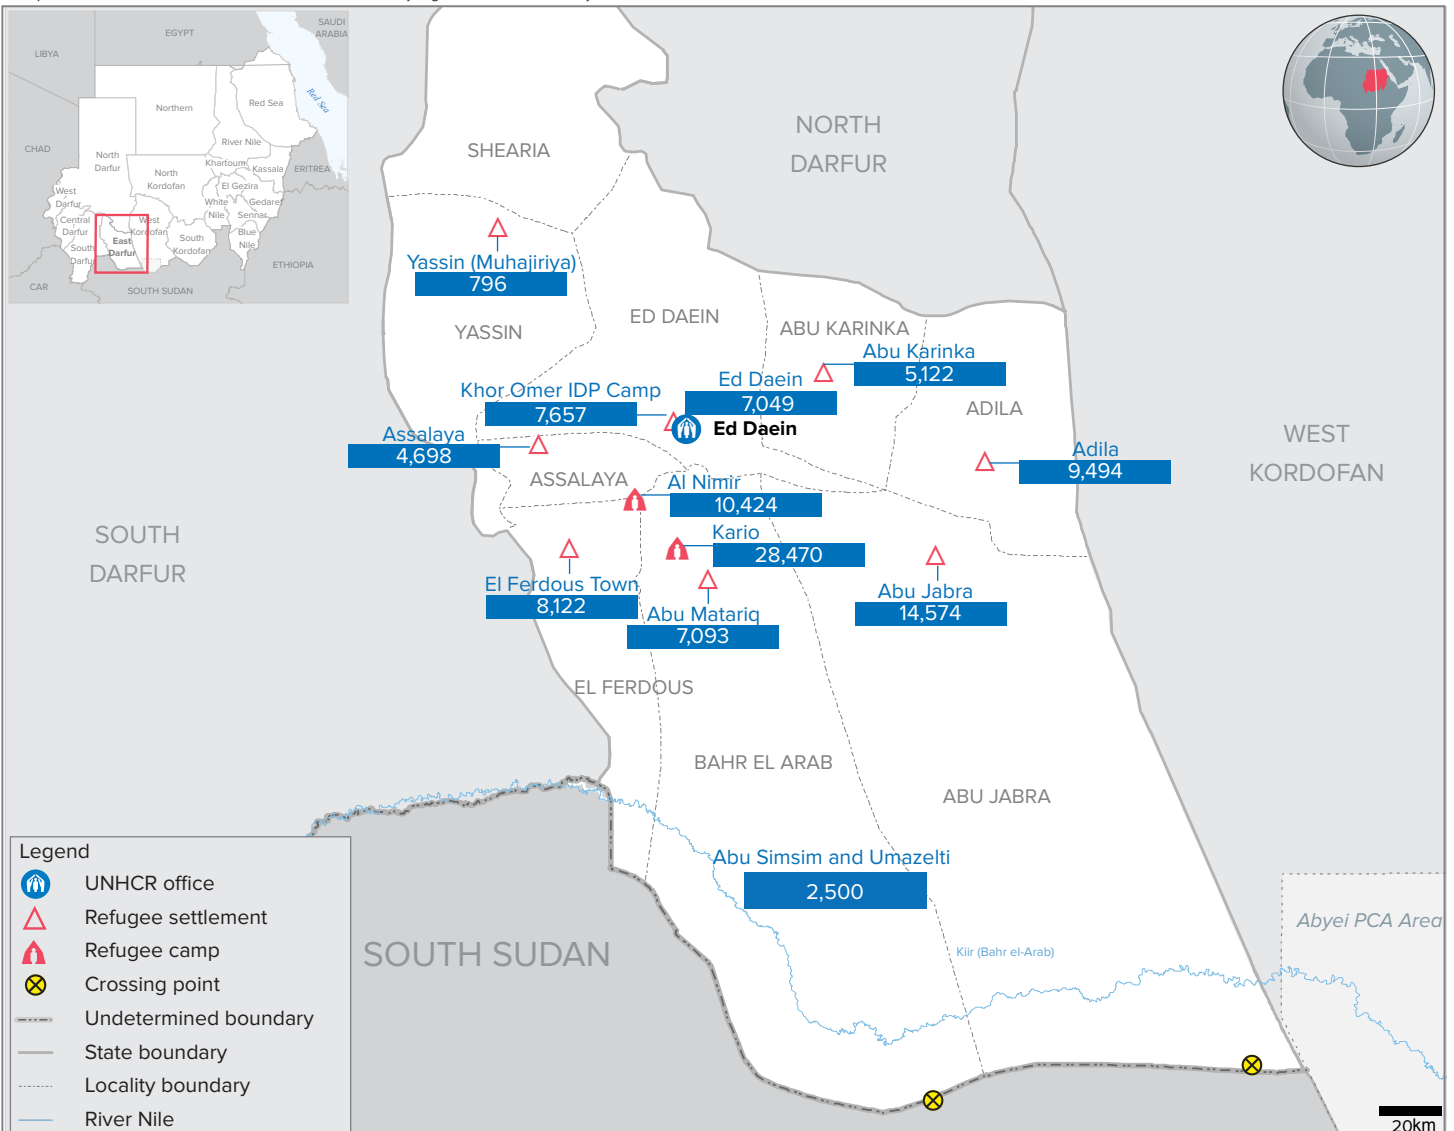 LIBYA
EGYPT
SAUDI
ARABIA
Red Sea
Northern
Red Sea
CHAD
North
Darfur
River Nile
Khartoum
Kassala
ERITREA
North
Kordofan
El Gezira
West
Darfur
White
Nile
Gedaref
Sennar
Central
Darfur
West
Kordofan
South
Kordofan
Blue
Nile
East
Darfur
South
Darfur
ETHIOPIA
CAR
SOUTH SUDAN
NORTH
DARFUR
SHEARIA
Yassin (Muhajiriya)
796
YASSIN
ED DAEIN
ABU KARINKA
Abu Karinka
5,122
Khor Omer IDP Camp
7,657
Ed Daein
7,049
Ed Daein
ADILA
Assalaya
4,698
Adila
9,494
WEST
KORDOFAN
ASSALAYA
Al Nimir
10,424
SOUTH
DARFUR
Kario
28,470
El Ferdous Town
8,122
Abu Matariq
7,093
Abu Jabra
14,574
EL FERDOUS
BAHR EL ARAB
ABU JABRA
Abu Simsim and Umazelti
2,500
SOUTH SUDAN
Kiir (Bahr el-Arab)
Abyei PCA Area
Legend
UNHCR office
Refugee settlement
Refugee camp
Crossing point
Undetermined boundary
State boundary
Locality boundary
River Nile
20km